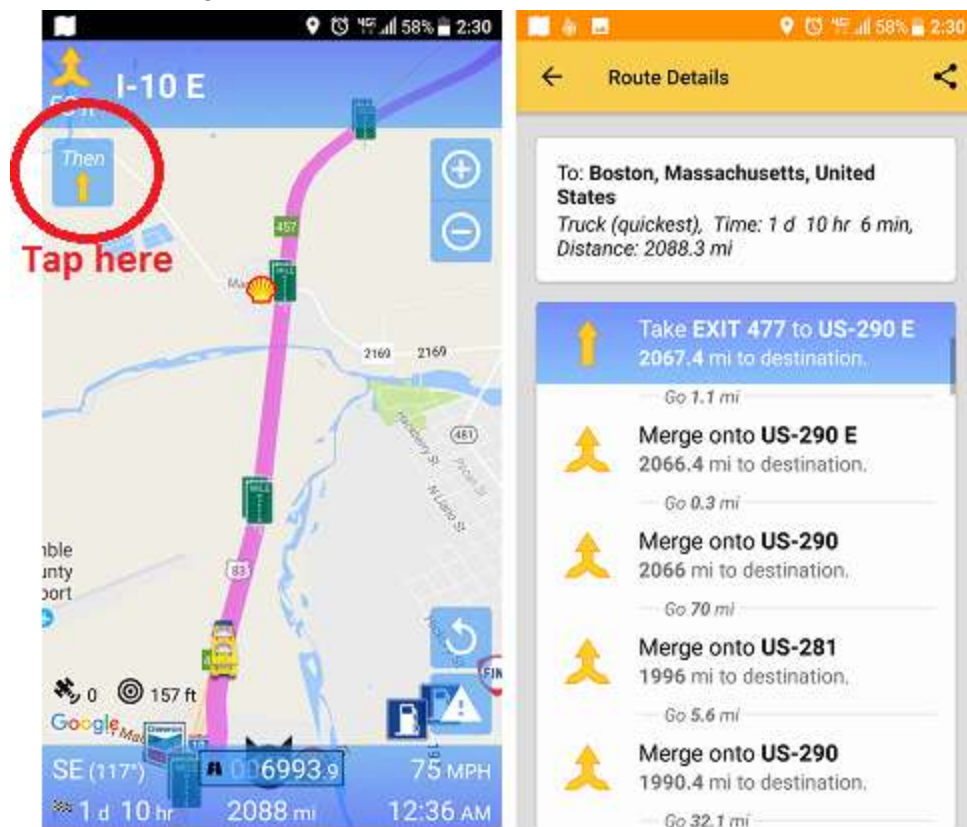 58% 2:30
I-10 E
Then
Tap here
457
2169 2169
481
N Llano St
83
0 157 ft
Google
SE (117°)
006993.9
75 MPH
1 d 10 hr
2088 mi
12:36 AM
58% 2:30
Route Details
To: Boston, Massachusetts, United
States
Truck (quickest), Time: 1 d 10 hr 6 min,
Distance: 2088.3 mi
Take EXIT 477 to US-290 E
2067.4 mi to destination.
Go 1.1 mi
Merge onto US-290 E
2066.4 mi to destination.
Go 0.3 mi
Merge onto US-290
2066 mi to destination.
Go 70 mi
Merge onto US-281
1996 mi to destination.
Go 5.6 mi
Merge onto US-290
1990.4 mi to destination.
Go 32.1 mi